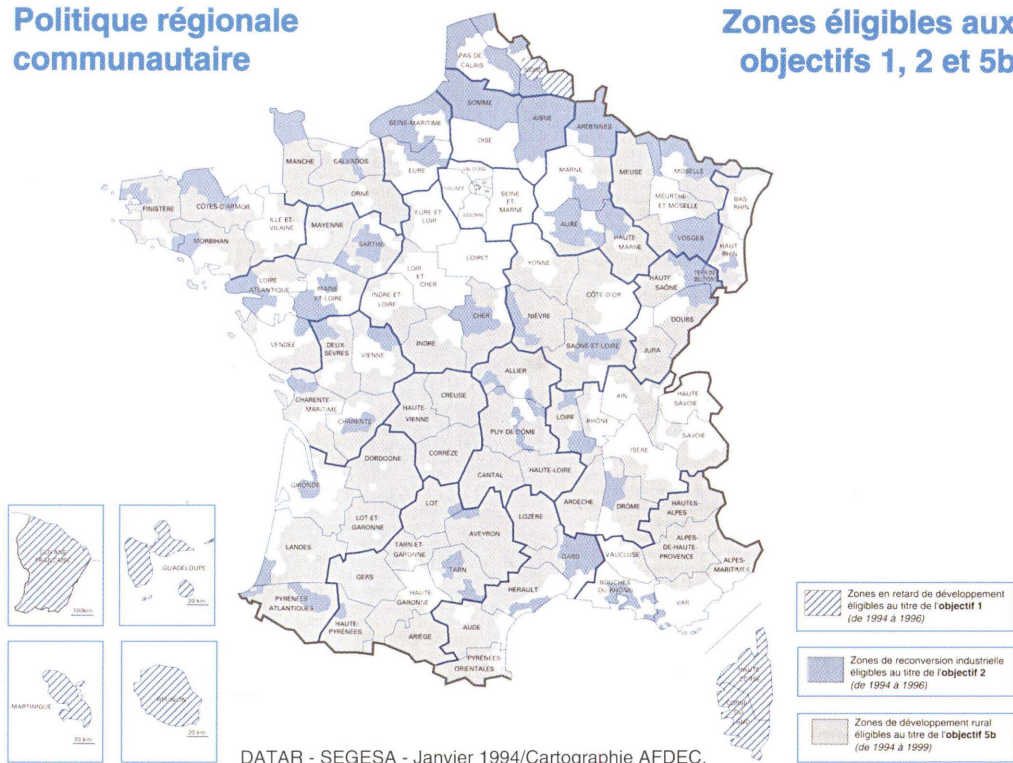 Politique régionale
communautaire
Zones éligibles aux
objectifs 1, 2 et 5b
PAS DE
CALAIS
NORD
SOMME
SEINE-MARITIME
AISNE
ARDENNES
OISE
MANCHE
CALVADOS
EURE
MARNE
MEUSE
MOSELLE
MEURTHE
ET MOSELLE
BAS-
RHIN
ORNE
SEINE
ET
MARNE
FINISTÈRE
CÔTES-D'ARMOR
ILLE ET
VILAINE
MAYENNE
EURE ET
LOIR
AUBE
HAUTE-
MARNE
VOSGES
HAUT
RHIN
MORBIHAN
SARTHE
LOIRET
YONNE
HAUTE
SAÔNE
LOIRE
ATLANTIQUE
MAINE
ET LOIRE
INDRE ET
LOIRE
LOIR
ET
CHER
CÔTE D'OR
DOUBS
CHER
NIÈVRE
VENDÉE
DEUX-
SÈVRES
VIENNE
INDRE
SAÔNE-ET-LOIRE
JURA
ALLIER
CHARENTE-
MARITIME
CREUSE
HAUTE-
VIENNE
AIN
HAUTE
SAVOIE
CHARENTE
PUY DE DÔME
LOIRE
RHÔNE
SAVOIE
CORRÈZE
ISÈRE
DORDOGNE
CANTAL
HAUTE-LOIRE
GIRONDE
LOT
ARDÈCHE
DRÔME
HAUTES-
ALPES
LOT ET
GARONNE
AVEYRON
LOZÈRE
LANDES
TARN-ET-
GARONNE
GARD
VAUCLUSE
ALPES-
DE-HAUTE-
PROVENCE
ALPES-
MARITIMES
GERS
TARN
HÉRAULT
BOUCHES
DU RHÔNE
VAR
PYRÉNÉES
ATLANTIQUES
HAUTE
GARONNE
HAUTE-
PYRÉNÉES
ARIÈGE
AUDE
PYRÉNÉES-
ORIENTALES
HAUTE
CORSE
CORSE
DU
SUD
GUYANE
FRANÇAISE
100km
GUADELOUPE
20 km
MARTINIQUE
20 km
RÉUNION
20 km
Zones en retard de développement
éligibles au titre de l'objectif 1
(de 1994 à 1996)
Zones de reconversion industrielle
éligibles au titre de l'objectif 2
(de 1994 à 1996)
Zones de développement rural
éligibles au titre de l'objectif 5b
(de 1994 à 1999)
DATAR - SEGESA - Janvier 1994/Cartographie AFDEC.